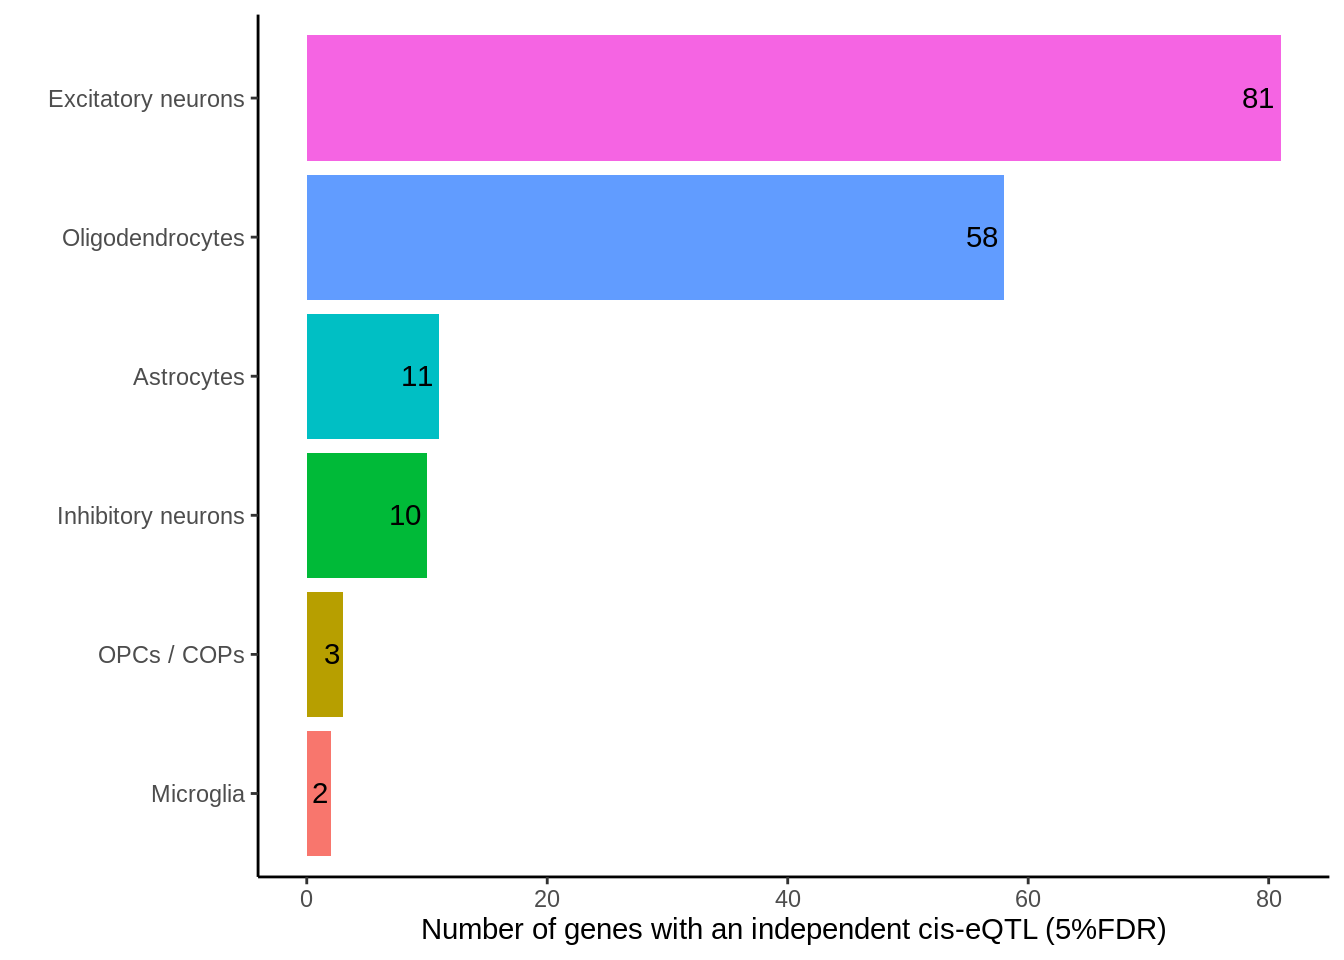 Excitatory neurons
81
Oligodendrocytes
58
Astrocytes
11
Inhibitory neurons
10
OPCs / COPs
3
Microglia
2
0 20 40 60 80
Number of genes with an independent cis-eQTL (5%FDR)